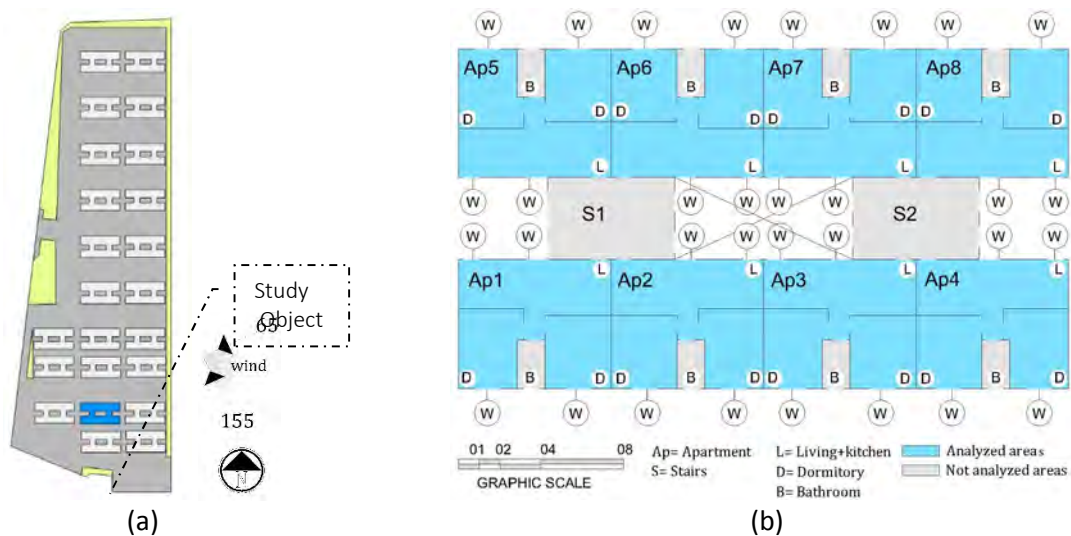 Study
Object
65
wind
155
N
(a)
W W W W W W W W
Ap5 Ap6 Ap7 Ap8
B B B B
D D D D D D D D
L L L L
W W W W W W W W
S1 S2
W W W W W W W W
L L L L
Ap1 Ap2 Ap3 Ap4
B B B B
D D D D D D D D
W W W W W W W W
01 02 04 08
GRAPHIC SCALE
Ap= Apartment
S= Stairs
L= Living+kitchen
D= Dormitory
B= Bathroom
Analyzed areas
Not analyzed areas
(b)